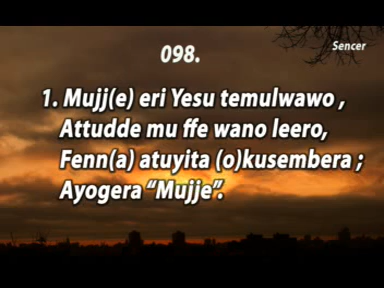 Sencer
098.
1. Mujj(e) eri Yesu temulwawo ,
Attudde mu ffe wano leero,
Fenn(a) atuyita (o)kusembera ;
Ayogera “Mujje”.